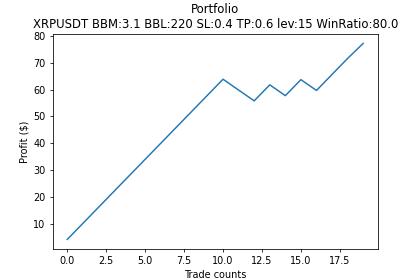 Portfolio
XRPUSDT BBM:3.1 BBL:220 SL:0.4 TP:0.6 lev:15 WinRatio:80.0
80
70
60
50
40
30
20
10
Profit ($)
0.0 2.5 5.0 7.5 10.0 12.5 15.0 17.5
Trade counts